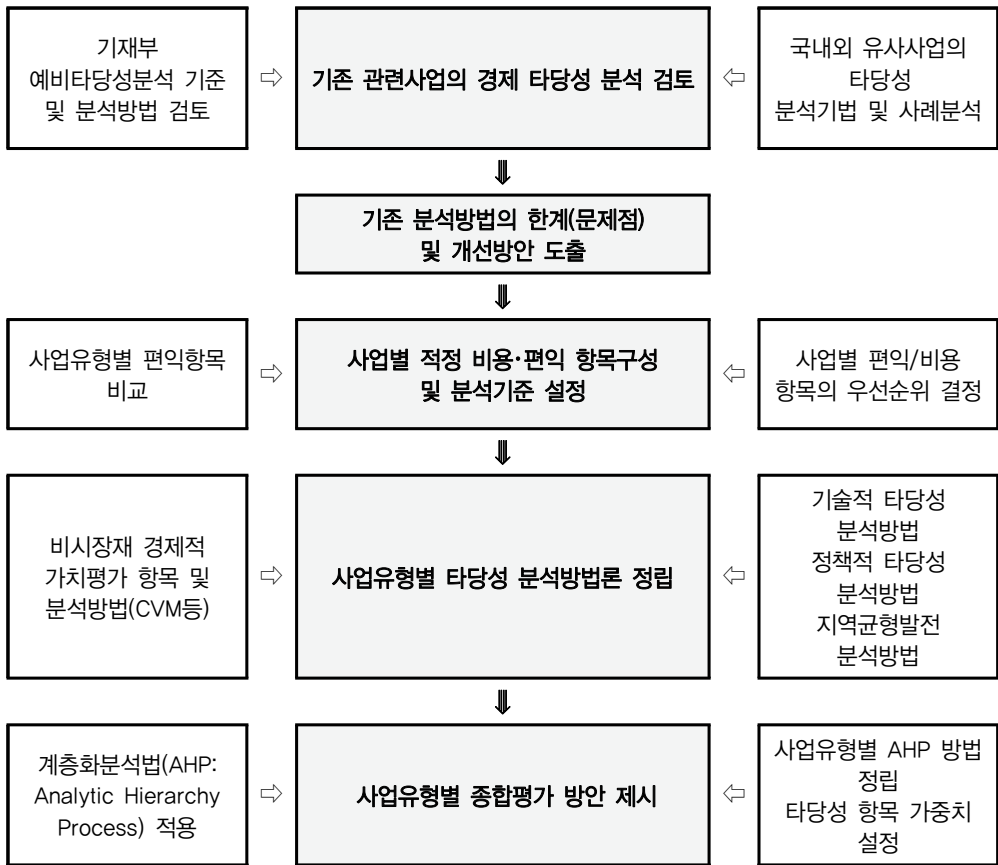 기재부
예비타당성분석 기준
및 분석방법 검토
⇨
기존 관련사업의 경제 타당성 분석 검토
⇦
국내외 유사사업의
타당성
분석기법 및 사례분석
⤋
기존 분석방법의 한계(문제점)
및 개선방안 도출
⤋
사업유형별 편익항목
비교
⇨
사업별 적정 비용·편익 항목구성
및 분석기준 설정
⇦
사업별 편익/비용
항목의 우선순위 결정
⤋
비시장재 경제적
가치평가 항목 및
분석방법(CVM등)
⇨
사업유형별 타당성 분석방법론 정립
⇦
기술적 타당성
분석방법
정책적 타당성
분석방법
지역균형발전
분석방법
⤋
계층화분석법(AHP:
Analytic Hierarchy
Process) 적용
⇨
사업유형별 종합평가 방안 제시
⇦
사업유형별 AHP 방법
정립
타당성 항목 가중치
설정